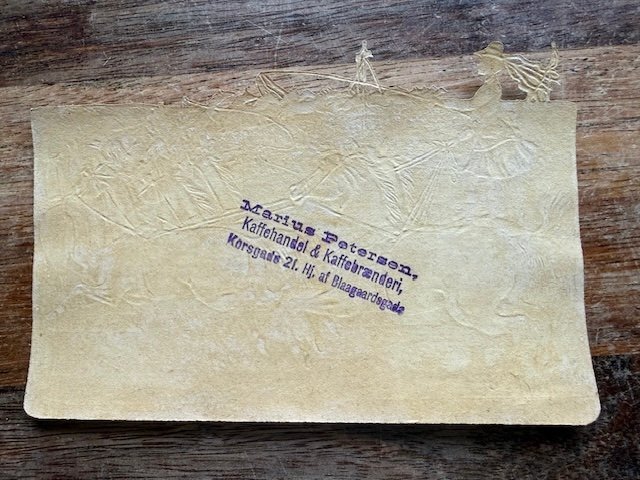 Marius Petersen,
Kaffehandel & Kaffebrænderi,
Korsgade 21. Hj. af Blaagaardsgade